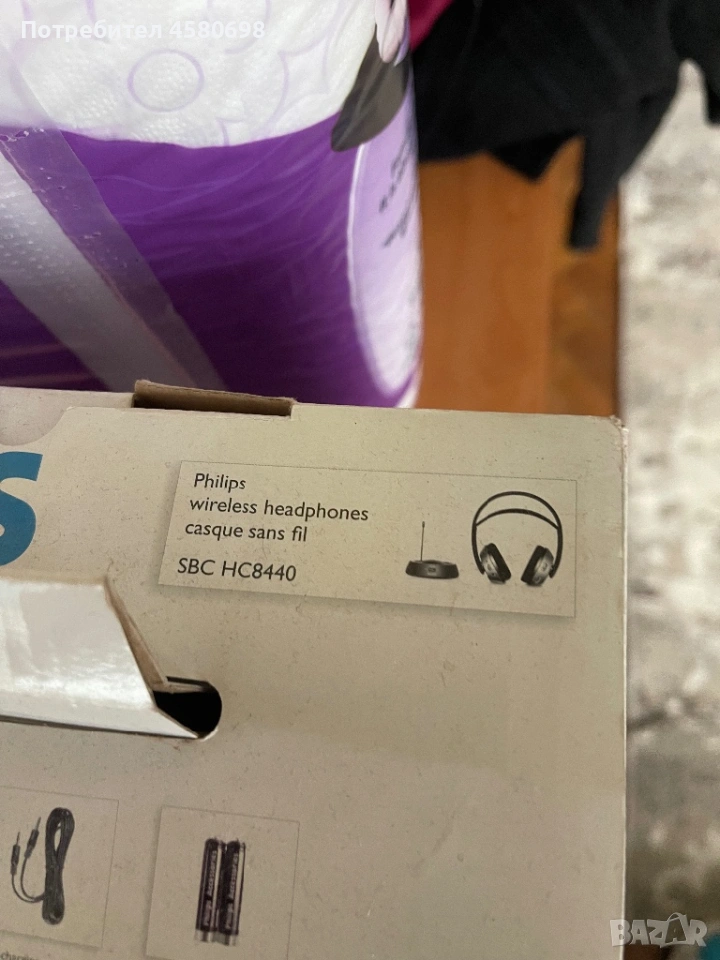 Потребител 4580698
S
Philips
wireless headphones
casque sans fil
SBC HC8440
BAZAR